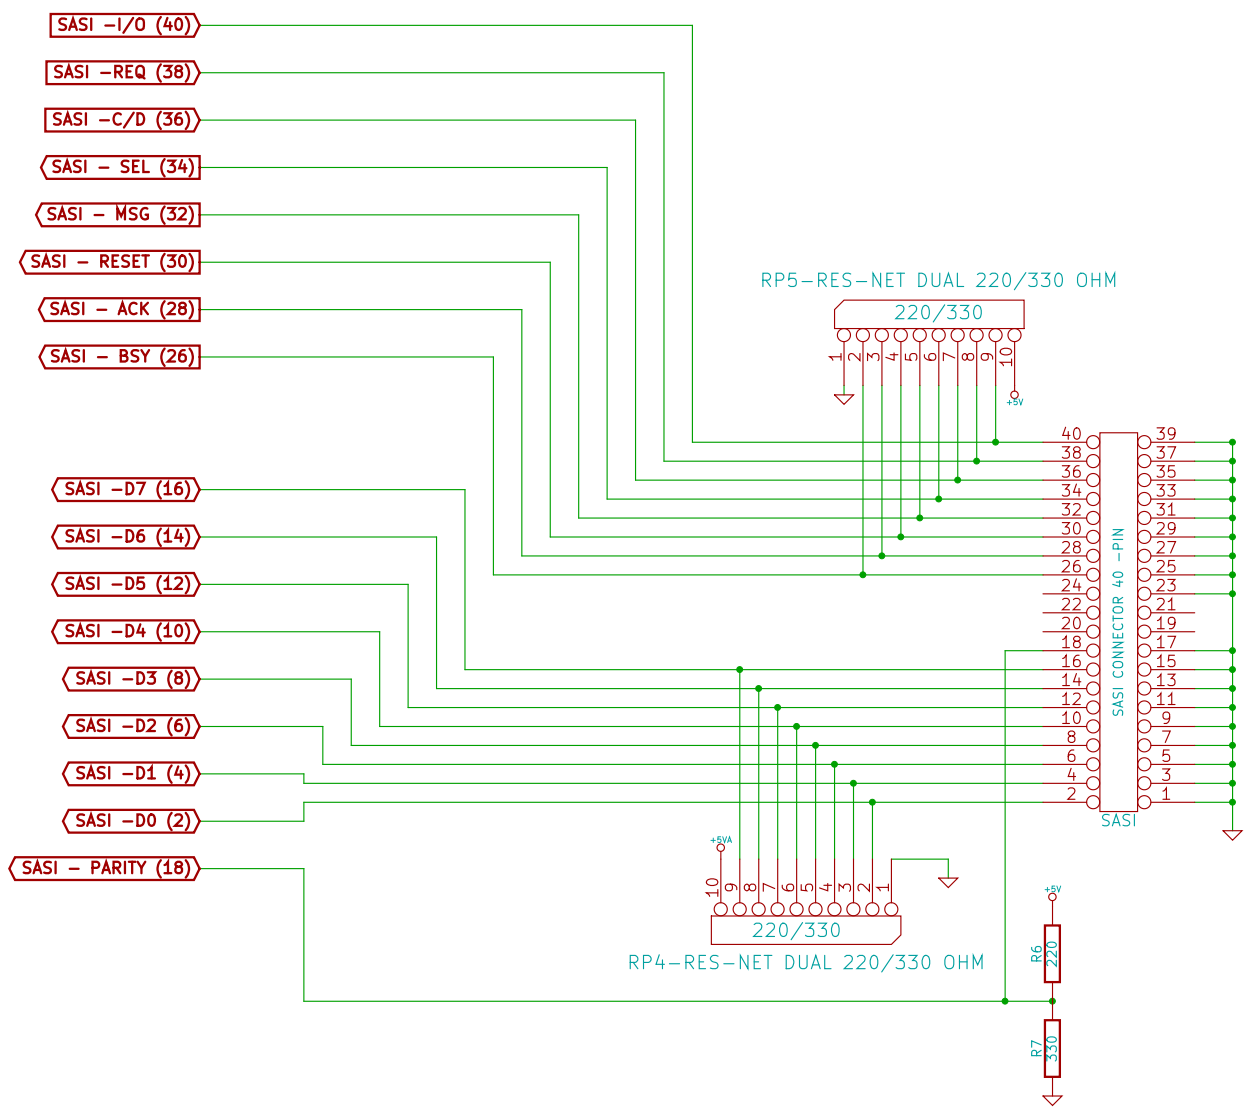 SASI -I/O (40)
SASI -REQ (38)
SASI -C/D (36)
SASI - SEL (34)
SASI - MSG (32)
SASI - RESET (30)
SASI - ACK (28)
SASI - BSY (26)
RP5-RES-NET DUAL 220/330 OHM
220/330
1 2 3 4 5 6 7 8 9 10
+5V
SASI -D7 (16)
SASI -D6 (14)
SASI -D5 (12)
SASI -D4 (10)
SASI -D3 (8)
SASI -D2 (6)
SASI -D1 (4)
SASI -D0 (2)
SASI - PARITY (18)
40 39
38 37
36 35
34 33
32 31
30 29
28 27
26 25
24 23
22 21
20 19
18 17
16 15
14 13
12 11
10 9
8 7
6 5
4 3
2 1
SASI CONNECTOR 40 -PIN
SASI
+5VA
10 9 8 7 6 5 4 3 2 1
220/330
RP4-RES-NET DUAL 220/330 OHM
+5V
R6
220
R7
330